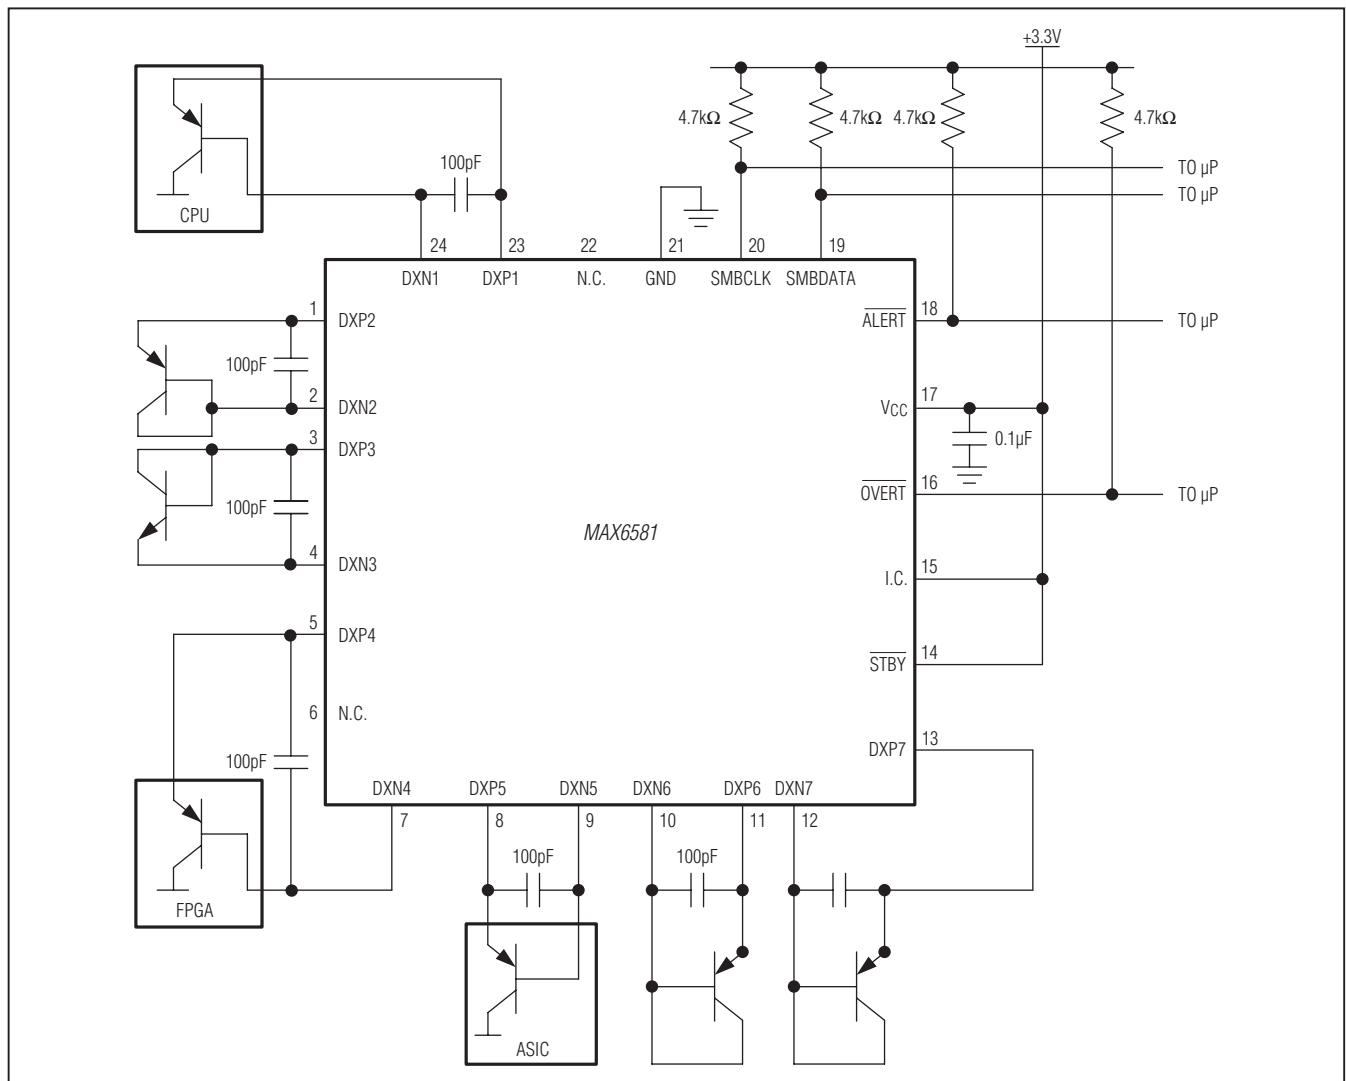 +3.3V
4.7kΩ
4.7kΩ
4.7kΩ
4.7kΩ
100pF
TO µP
TO µP
CPU
24
23
22
21
20
19
DXN1
DXP1
N.C.
GND
SMBCLK
SMBDATA
1
DXP2
ALERT
18
TO µP
100pF
2
DXN2
VCC
17
0.1µF
3
DXP3
100pF
OVERT
16
TO µP
MAX6581
4
DXN3
I.C.
15
5
DXP4
STBY
14
6
N.C.
DXP7
13
100pF
DXN4
DXP5
DXN5
DXN6
DXP6
DXN7
7
8
9
10
11
12
100pF
100pF
FPGA
ASIC